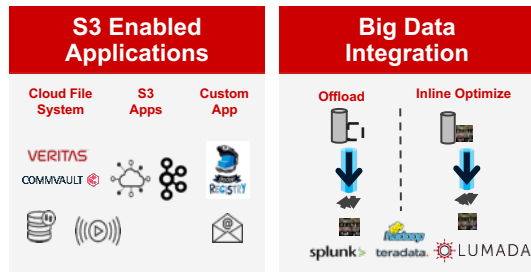 S3 Enabled
Applications
Cloud File
System
S3
Apps
Custom
App
VERITAS
COMMVAULT
REGISTRY
@
Big Data
Integration
Offload
Inline Optimize
splunk>
hadoop
teradata.
LUMADA